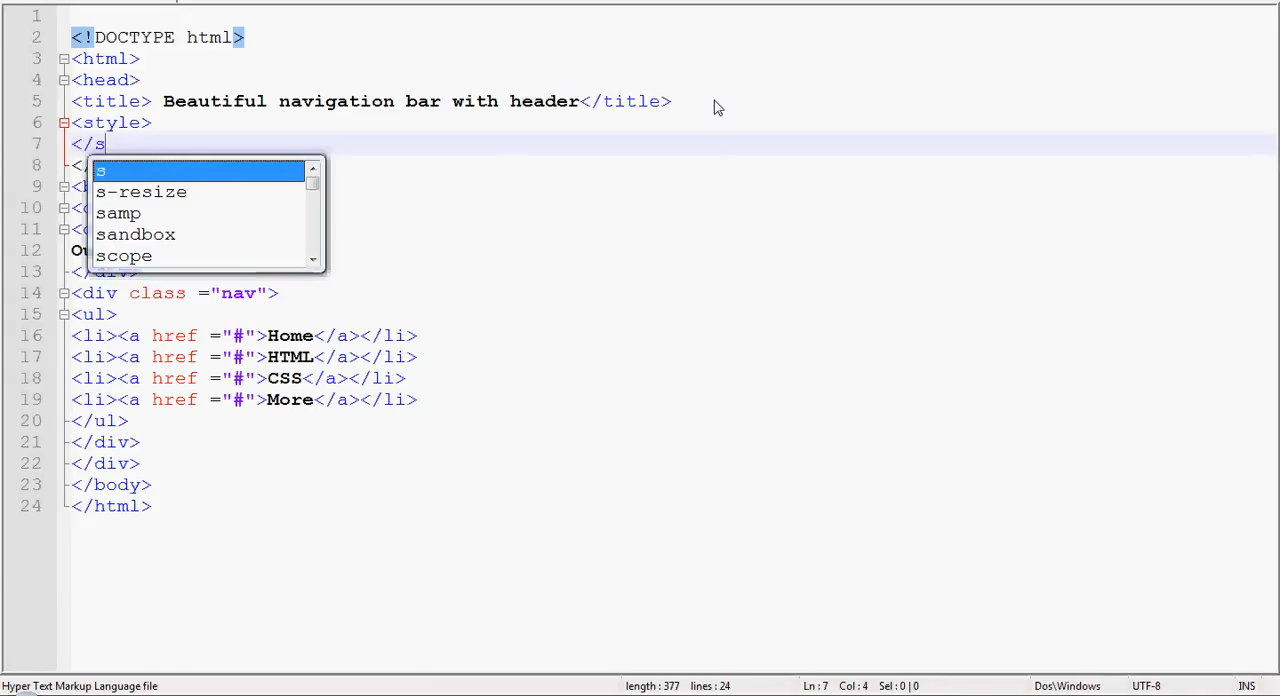 1
2 <!DOCTYPE html>
3 <html>
4 <head>
5 <title> Beautiful navigation bar with header</title>
6 <style>
7 </s
8 <
s
9 <
s-resize
10 <
samp
11 <
sandbox
12 O
scope
13 </div>
14 <div class ="nav">
15 <ul>
16 <li><a href ="#">Home</a></li>
17 <li><a href ="#">HTML</a></li>
18 <li><a href ="#">CSS</a></li>
19 <li><a href ="#">More</a></li>
20 </ul>
21 </div>
22 </div>
23 </body>
24 </html>
Hyper Text Markup Language file length : 377 lines : 24 Ln : 7 Col : 4 Sel : 0 | 0 Dos\Windows UTF-8 INS